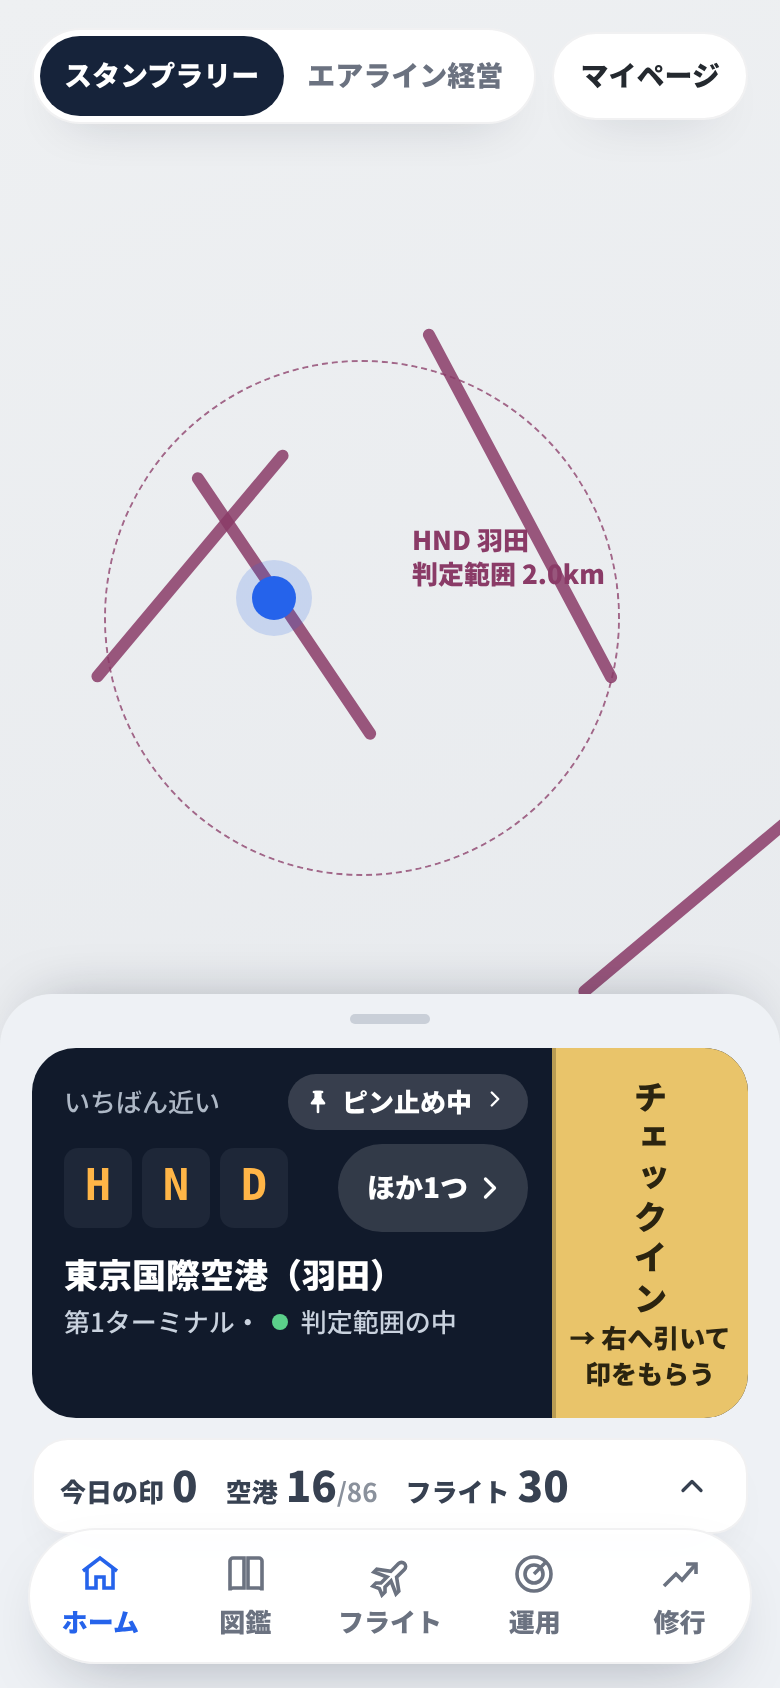 スタンプラリー
エアライン経営
マイページ
HND 羽田
判定範囲 2.0km
いちばん近い
ピン止め中
H N D
ほか1つ
東京国際空港（羽田）
第1ターミナル・ 判定範囲の中
チェックイン
→ 右へ引いて
印をもらう
今日の印 0 空港 16/86 フライト 30
ホーム
図鑑
フライト
運用
修行